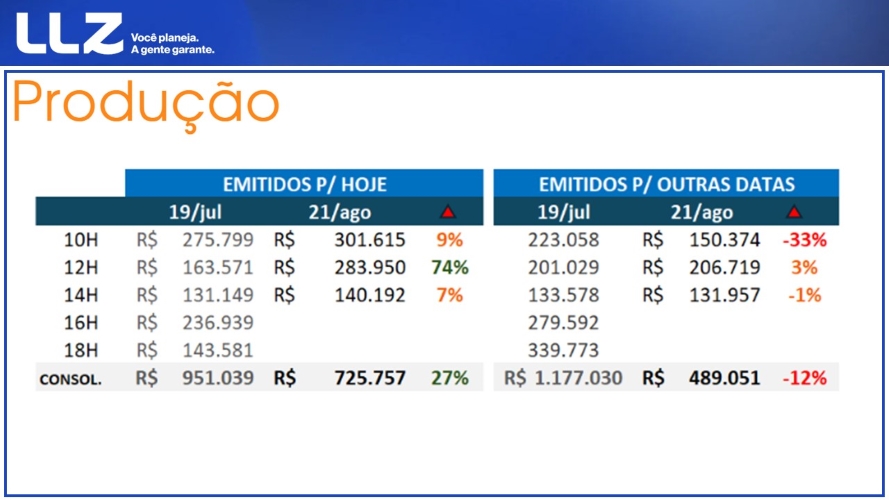 LLZ Você planeja.
A gente garante.
Produção
EMITIDOS P/ HOJE EMITIDOS P/ OUTRAS DATAS
19/jul 21/ago 19/jul 21/ago
10H R$ 275.799 R$ 301.615 9% 223.058 R$ 150.374 -33%
12H R$ 163.571 R$ 283.950 74% 201.029 R$ 206.719 3%
14H R$ 131.149 R$ 140.192 7% 133.578 R$ 131.957 -1%
16H R$ 236.939 279.592
18H R$ 143.581 339.773
CONSOL. R$ 951.039 R$ 725.757 27% R$ 1.177.030 R$ 489.051 -12%